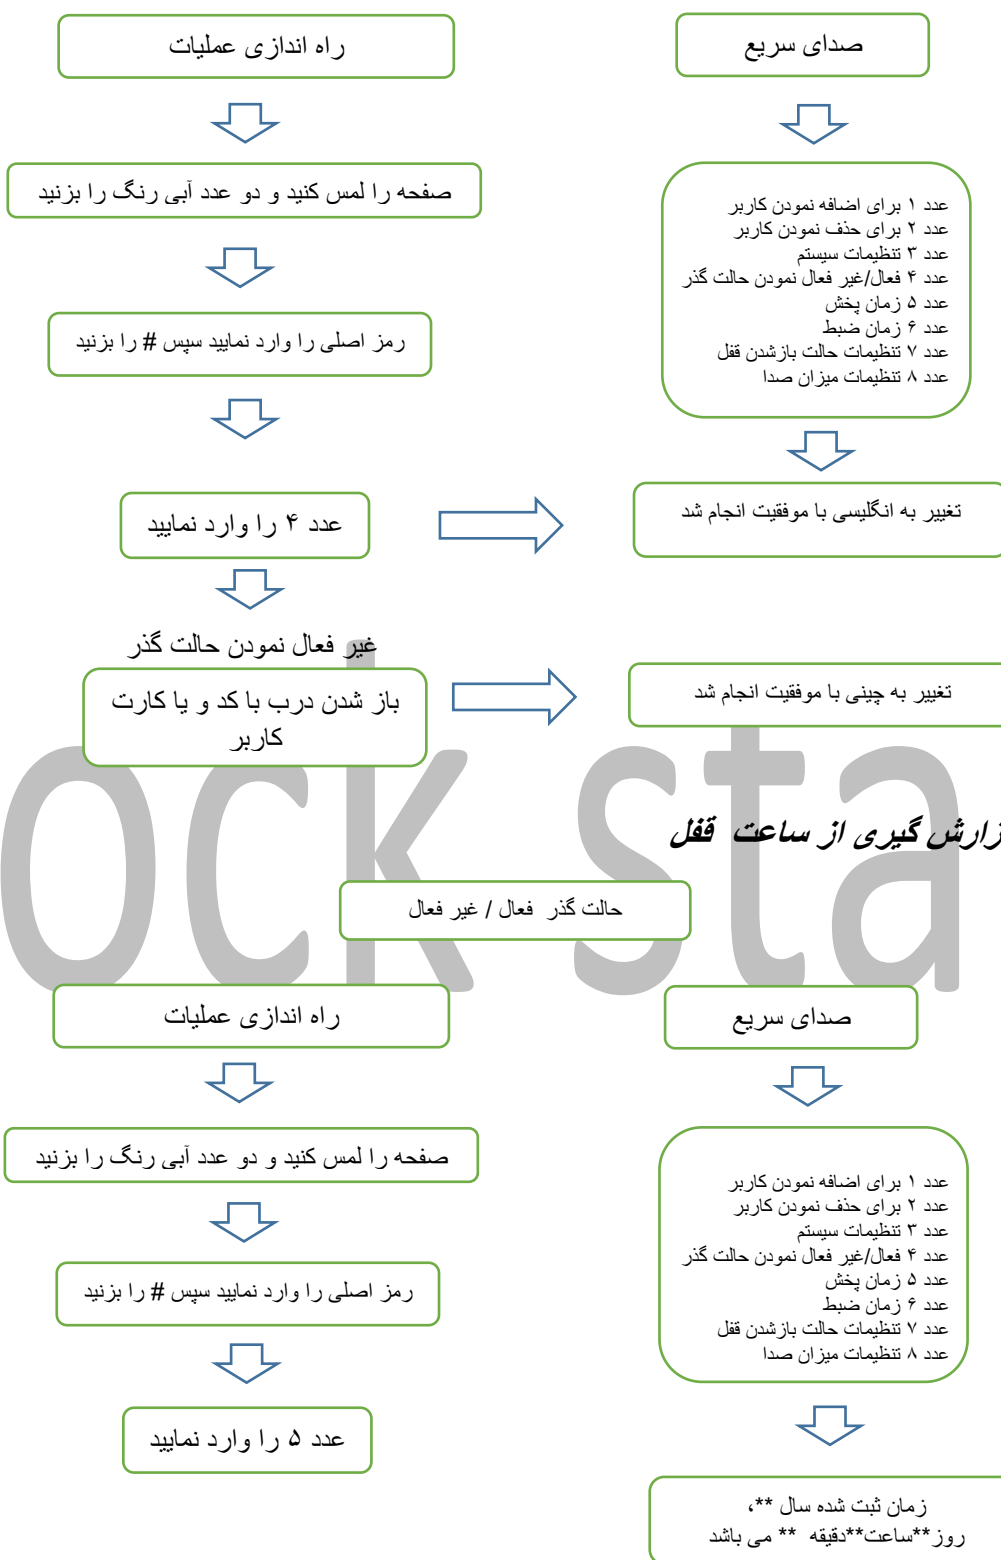 صدای سریع
راه اندازی عملیات
صفحه را لمس کنید و دو عدد آبی رنگ را بزنید
عدد ۱ برای اضافه نمودن کاربر
عدد ۲ برای حذف نمودن کاربر
عدد ۳ تنظیمات سیستم
عدد ۴ فعال/غیر فعال نمودن حالت گذر
عدد ۵ زمان پخش
عدد ۶ زمان ضبط
عدد ۷ تنظیمات حالت بازشدن قفل
عدد ۸ تنظیمات میزان صدا
رمز اصلی را وارد نمایید سپس # را بزنید
تغییر به انگلیسی با موفقیت انجام شد
عدد ۴ را وارد نمایید
غیر فعال نمودن حالت گذر
باز شدن درب با کد و یا کارت
کاربر
تغییر به چینی با موفقیت انجام شد
ock sta
زارش گیری از ساعت قفل
حالت گذر فعال / غیر فعال
صدای سریع
راه اندازی عملیات
صفحه را لمس کنید و دو عدد آبی رنگ را بزنید
عدد ۱ برای اضافه نمودن کاربر
عدد ۲ برای حذف نمودن کاربر
عدد ۳ تنظیمات سیستم
عدد ۴ فعال/غیر فعال نمودن حالت گذر
عدد ۵ زمان پخش
عدد ۶ زمان ضبط
عدد ۷ تنظیمات حالت بازشدن قفل
عدد ۸ تنظیمات میزان صدا
رمز اصلی را وارد نمایید سپس # را بزنید
عدد ۵ را وارد نمایید
زمان ثبت شده سال **،
روز**ساعت**دقیقه ** می باشد